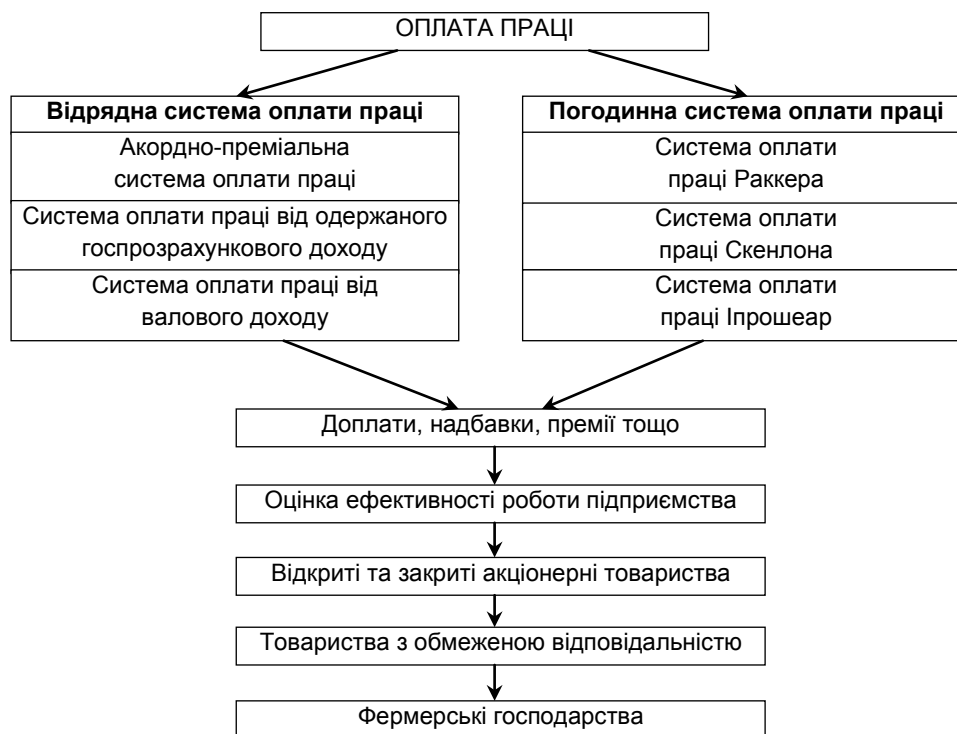 ОПЛАТА ПРАЦІ
Відрядна система оплати праці
Акордно-преміальна
система оплати праці
Система оплати праці від одержаного
госпрозрахункового доходу
Система оплати праці від
валового доходу
Погодинна система оплати праці
Система оплати
праці Раккера
Система оплати
праці Скенлона
Система оплати
праці Іпрошеар
Доплати, надбавки, премії тощо
Оцінка ефективності роботи підприємства
Відкриті та закриті акціонерні товариства
Товариства з обмеженою відповідальністю
Фермерські господарства